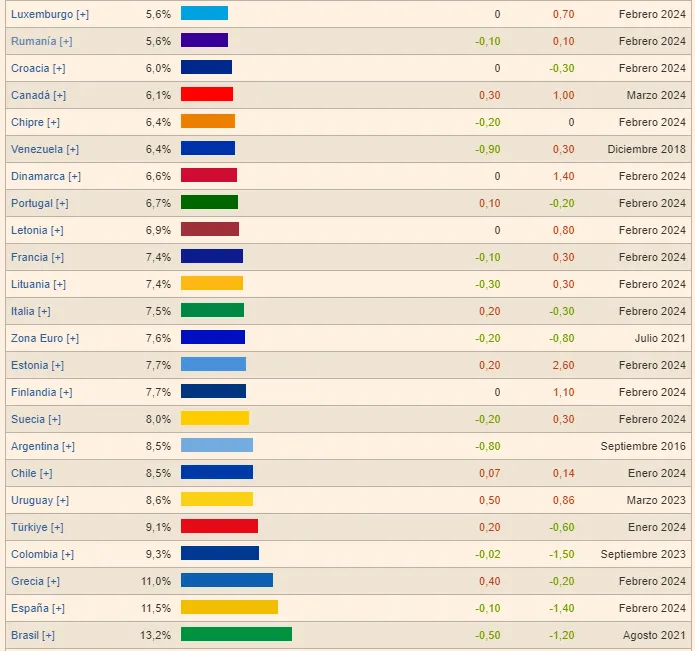 Luxemburgo [+] 5,6% 0 0,70 Febrero 2024
Rumanía [+] 5,6% -0,10 0,10 Febrero 2024
Croacia [+] 6,0% 0 -0,30 Febrero 2024
Canadá [+] 6,1% 0,30 1,00 Marzo 2024
Chipre [+] 6,4% -0,20 0 Febrero 2024
Venezuela [+] 6,4% -0,90 0,30 Diciembre 2018
Dinamarca [+] 6,6% 0 1,40 Febrero 2024
Portugal [+] 6,7% 0,10 -0,20 Febrero 2024
Letonia [+] 6,9% 0 0,80 Febrero 2024
Francia [+] 7,4% -0,10 0,30 Febrero 2024
Lituania [+] 7,4% -0,30 0,30 Febrero 2024
Italia [+] 7,5% 0,20 -0,30 Febrero 2024
Zona Euro [+] 7,6% -0,20 -0,80 Julio 2021
Estonia [+] 7,7% 0,20 2,60 Febrero 2024
Finlandia [+] 7,7% 0 1,10 Febrero 2024
Suecia [+] 8,0% -0,20 0,30 Febrero 2024
Argentina [+] 8,5% -0,80 Septiembre 2016
Chile [+] 8,5% 0,07 0,14 Enero 2024
Uruguay [+] 8,6% 0,50 0,86 Marzo 2023
Türkiye [+] 9,1% 0,20 -0,60 Enero 2024
Colombia [+] 9,3% -0,02 -1,50 Septiembre 2023
Grecia [+] 11,0% 0,40 -0,20 Febrero 2024
España [+] 11,5% -0,10 -1,40 Febrero 2024
Brasil [+] 13,2% -0,50 -1,20 Agosto 2021